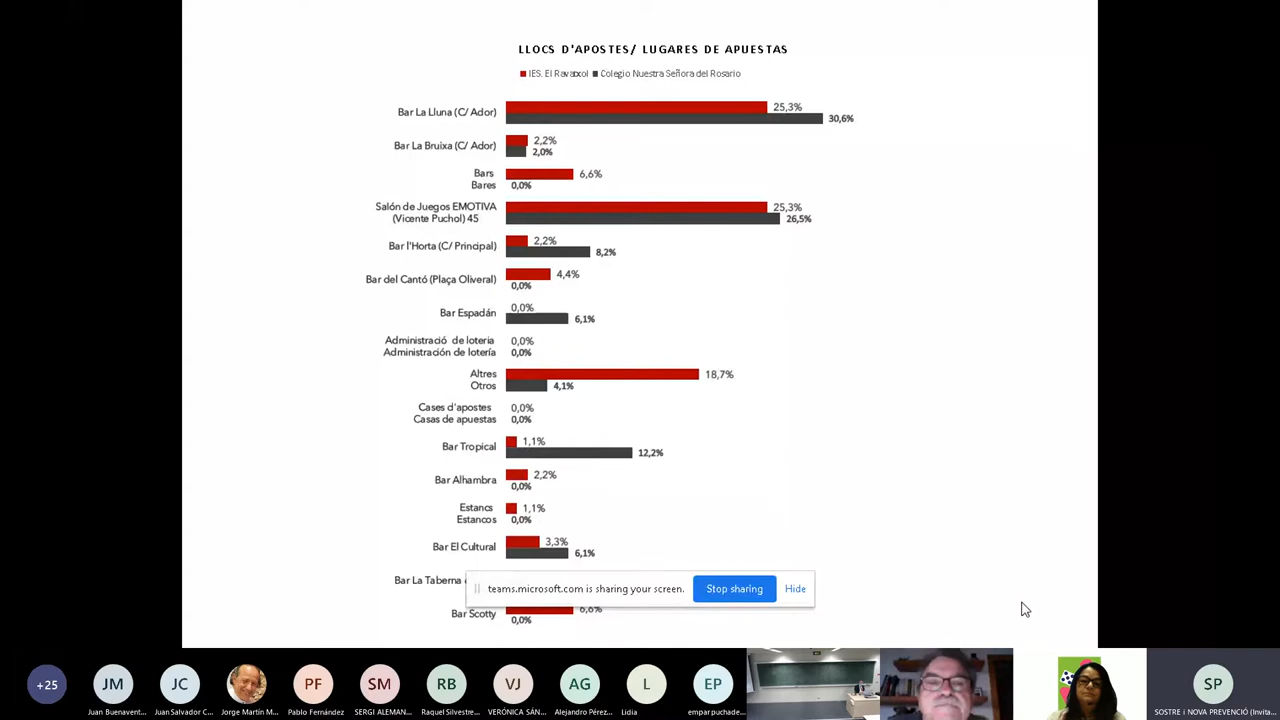 LLOCS D'APOSTES/ LUGARES DE APUESTAS
IES. El Ravatxol Colegio Nuestra Señora del Rosario
Bar La Lluna (C/ Ador) 25,3%
30,6%
Bar La Bruixa (C/ Ador) 2,2%
2,0%
Bars 6,6%
Bares 0,0%
Salón de Juegos EMOTIVA 25,3%
(Vicente Puchol) 45 26,5%
Bar l'Horta (C/ Principal) 2,2%
8,2%
Bar del Cantó (Plaça Oliveral) 4,4%
0,0%
Bar Espadán 0,0%
6,1%
Administració de loteria 0,0%
Administración de lotería 0,0%
Altres 18,7%
Otros 4,1%
Cases d'apostes 0,0%
Casas de apuestas 0,0%
Bar Tropical 1,1%
12,2%
Bar Alhambra 2,2%
0,0%
Estancs 1,1%
Estancos 0,0%
Bar El Cultural 3,3%
6,1%
Bar La Taberna
teams.microsoft.com is sharing your screen. Stop sharing Hide
Bar Scotty 6,6%
0,0%
+25 JM JC PF SM RB VJ AG L EP SP
Juan Buenavent... Juan Salvador C... Jorge Martín M... Pablo Fernández SERGI ALEMAN... Raquel Silvestre... VERÓNICA SÁN... Alejandro Pérez... Lidia empar puchade... SOSTRE i NOVA PREVENCIÓ (Invita...